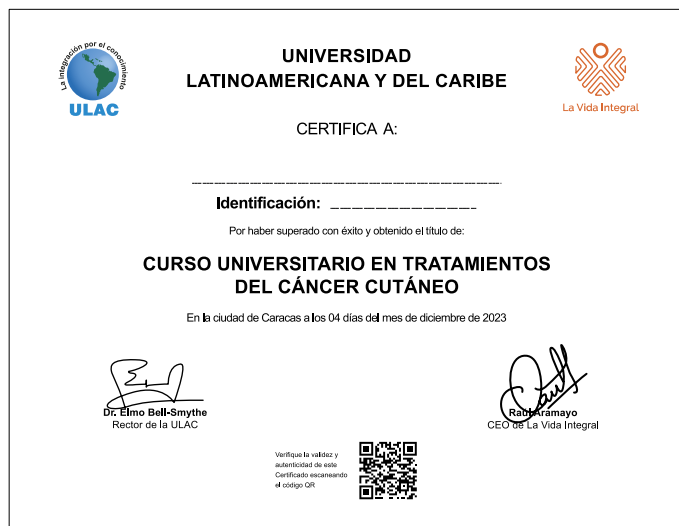 La integración por el conocimiento
ULAC
UNIVERSIDAD
LATINOAMERICANA Y DEL CARIBE
La Vida Integral
CERTIFICA A:
Identificación:
Por haber superado con éxito y obtenido el título de:
CURSO UNIVERSITARIO EN TRATAMIENTOS
DEL CÁNCER CUTÁNEO
En la ciudad de Caracas a los 04 días del mes de diciembre de 2023
Dr. Elmo Bell-Smythe
Rector de la ULAC
Raúl Aramayo
CEO de La Vida Integral
Verifique la validez y
autenticidad de este
Certificado escaneando
el código QR